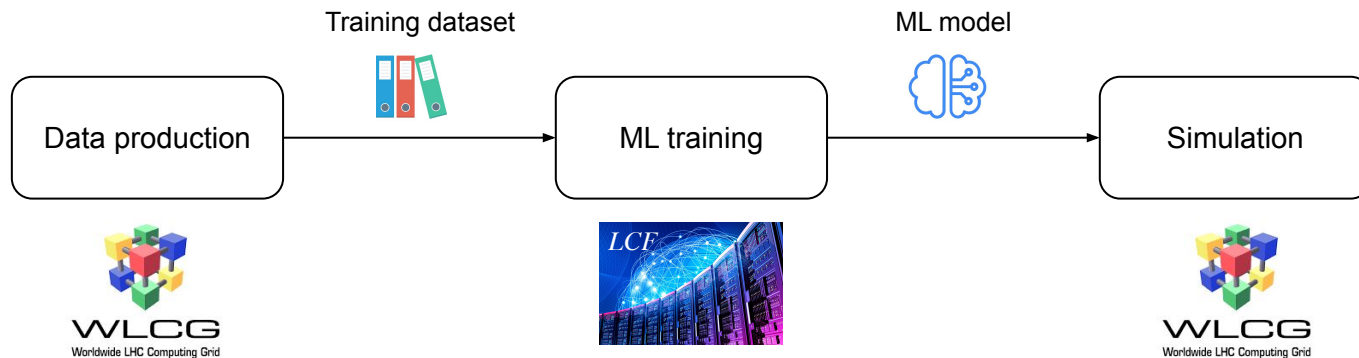 Training dataset
ML model
Data production
ML training
Simulation
LCF
WLCG
Worldwide LHC Computing Grid
WLCG
Worldwide LHC Computing Grid